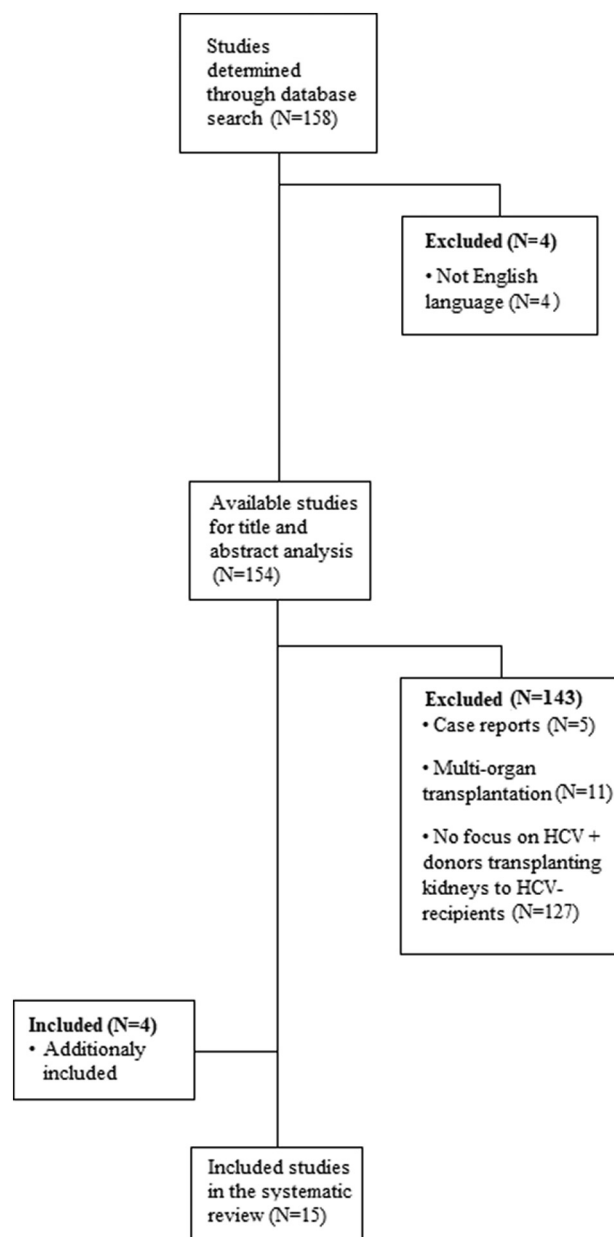 Studies
determined
through database
search (N=158)
Excluded (N=4)
• Not English
language (N=4)
Available studies
for title and
abstract analysis
(N=154)
Excluded (N=143)
• Case reports (N=5)
• Multi-organ
transplantation (N=11)
• No focus on HCV +
donors transplanting
kidneys to HCV-
recipients (N=127)
Included (N=4)
• Additionaly
included
Included studies
in the systematic
review (N=15)